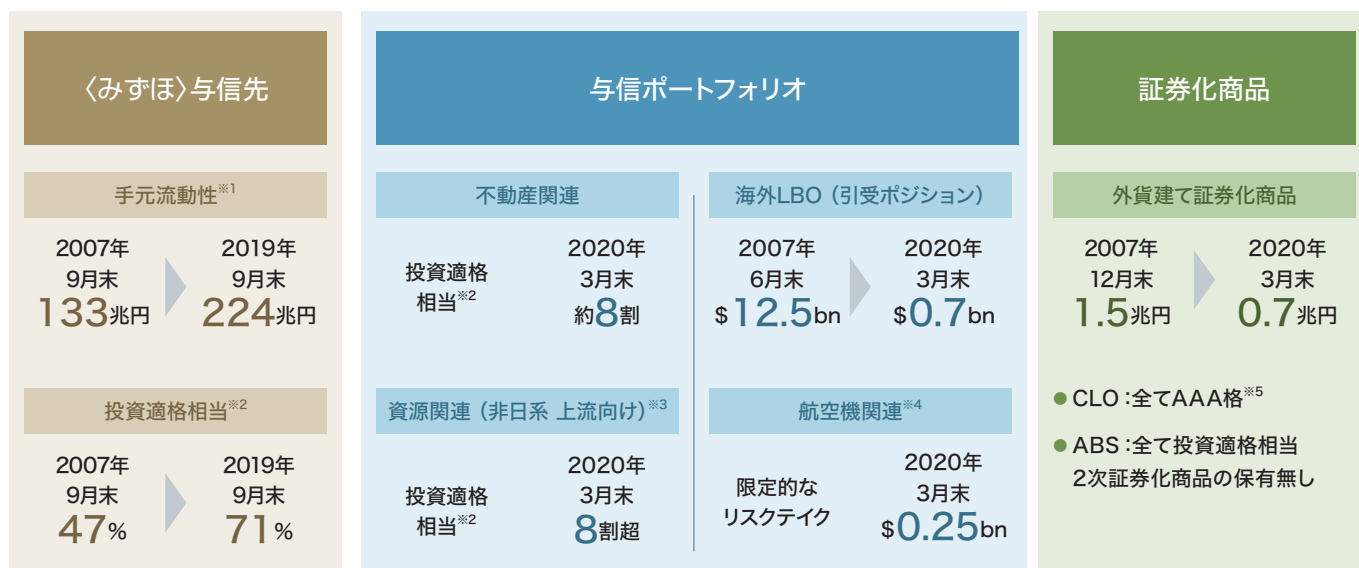 〈みずほ〉与信先
手元流動性※1
2007年
9月末
133兆円
2019年
9月末
224兆円
投資適格相当※2
2007年
9月末
47%
2019年
9月末
71%
与信ポートフォリオ
不動産関連
投資適格
相当※2
2020年
3月末
約8割
海外LBO（引受ポジション）
2007年
6月末
$12.5bn
2020年
3月末
$0.7bn
資源関連（非日系 上流向け）※3
投資適格
相当※2
2020年
3月末
8割超
航空機関連※4
限定的な
リスクテイク
2020年
3月末
$0.25bn
証券化商品
外貨建て証券化商品
2007年
12月末
1.5兆円
2020年
3月末
0.7兆円
● CLO：全てAAA格※5
● ABS：全て投資適格相当
2次証券化商品の保有無し